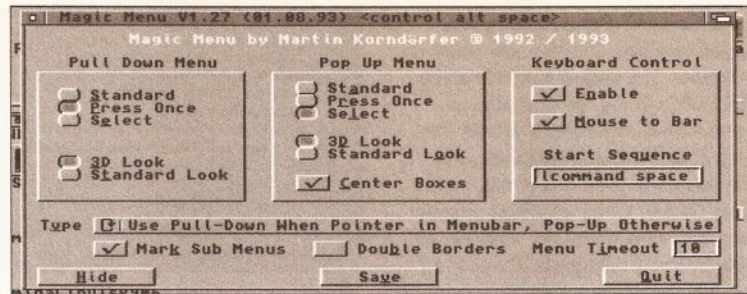 Magic Menu V1.27 (01.08.93) <control alt space>
Magic Menu by Martin Korndörfer © 1992 / 1993
Pull Down Menu
Standard
Press Once
Select
3D Look
Standard Look
Pop Up Menu
Standard
Press Once
Select
3D Look
Standard Look
Center Boxes
Keyboard Control
Enable
Mouse to Bar
Start Sequence
lcommand space
Type Use Pull-Down When Pointer in Menubar, Pop-Up Otherwise
Mark Sub Menus Double Borders Menu Timeout 10
Hide Save Quit